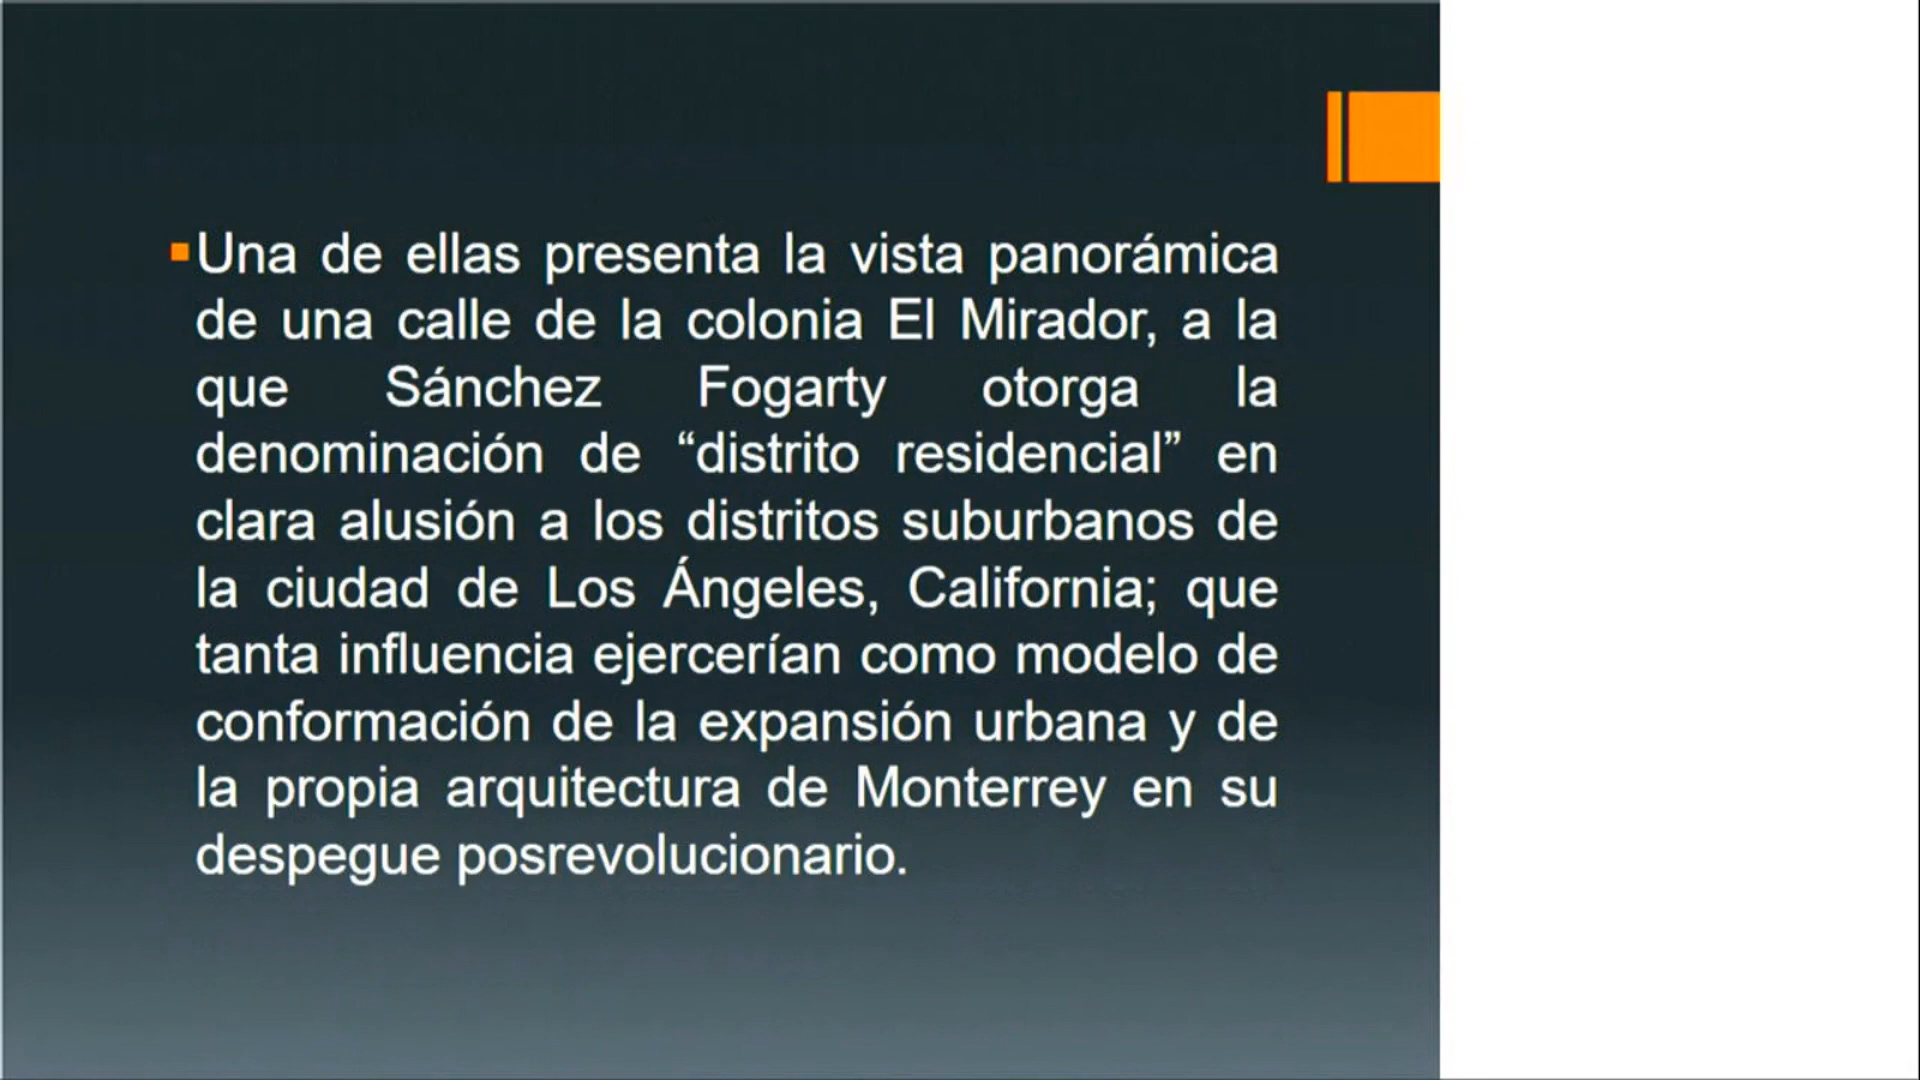 Una de ellas presenta la vista panorámica
de una calle de la colonia El Mirador, a la
que Sánchez Fogarty otorga la
denominación de “distrito residencial” en
clara alusión a los distritos suburbanos de
la ciudad de Los Ángeles, California; que
tanta influencia ejercerían como modelo de
conformación de la expansión urbana y de
la propia arquitectura de Monterrey en su
despegue posrevolucionario.